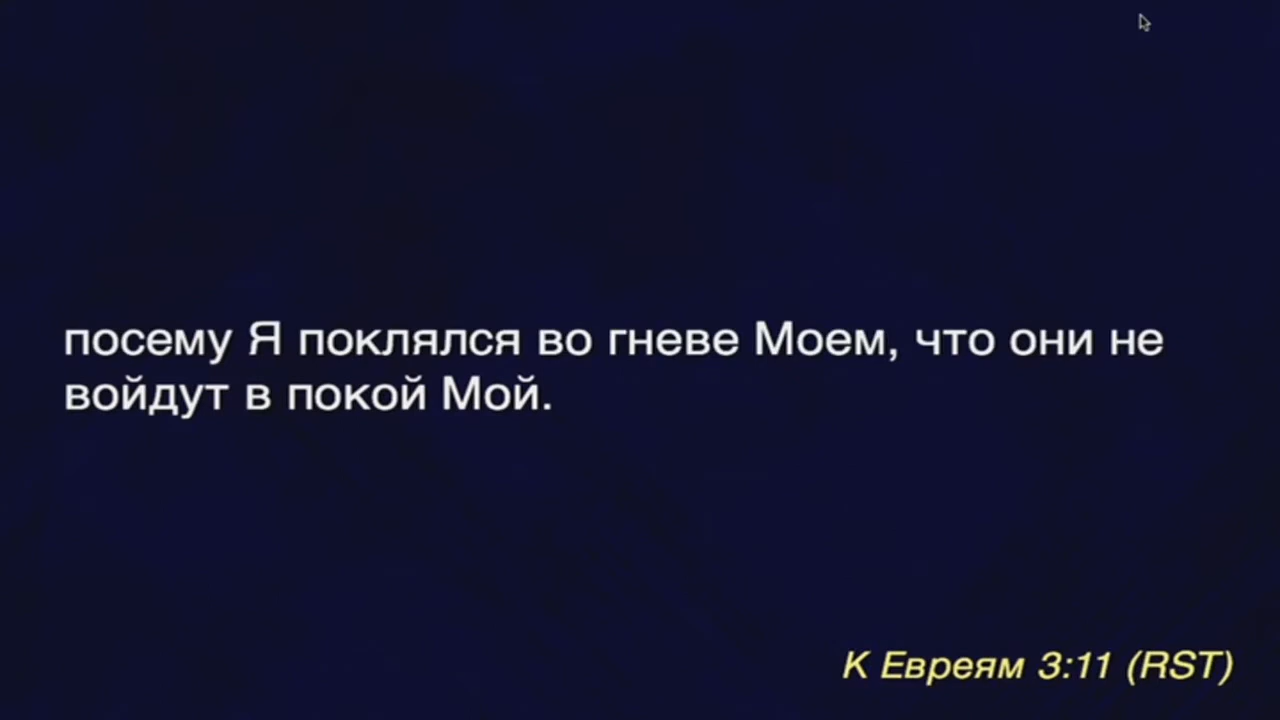 посему Я поклялся во гневе Моем, что они не
войдут в покой Мой.
К Евреям 3:11 (RST)